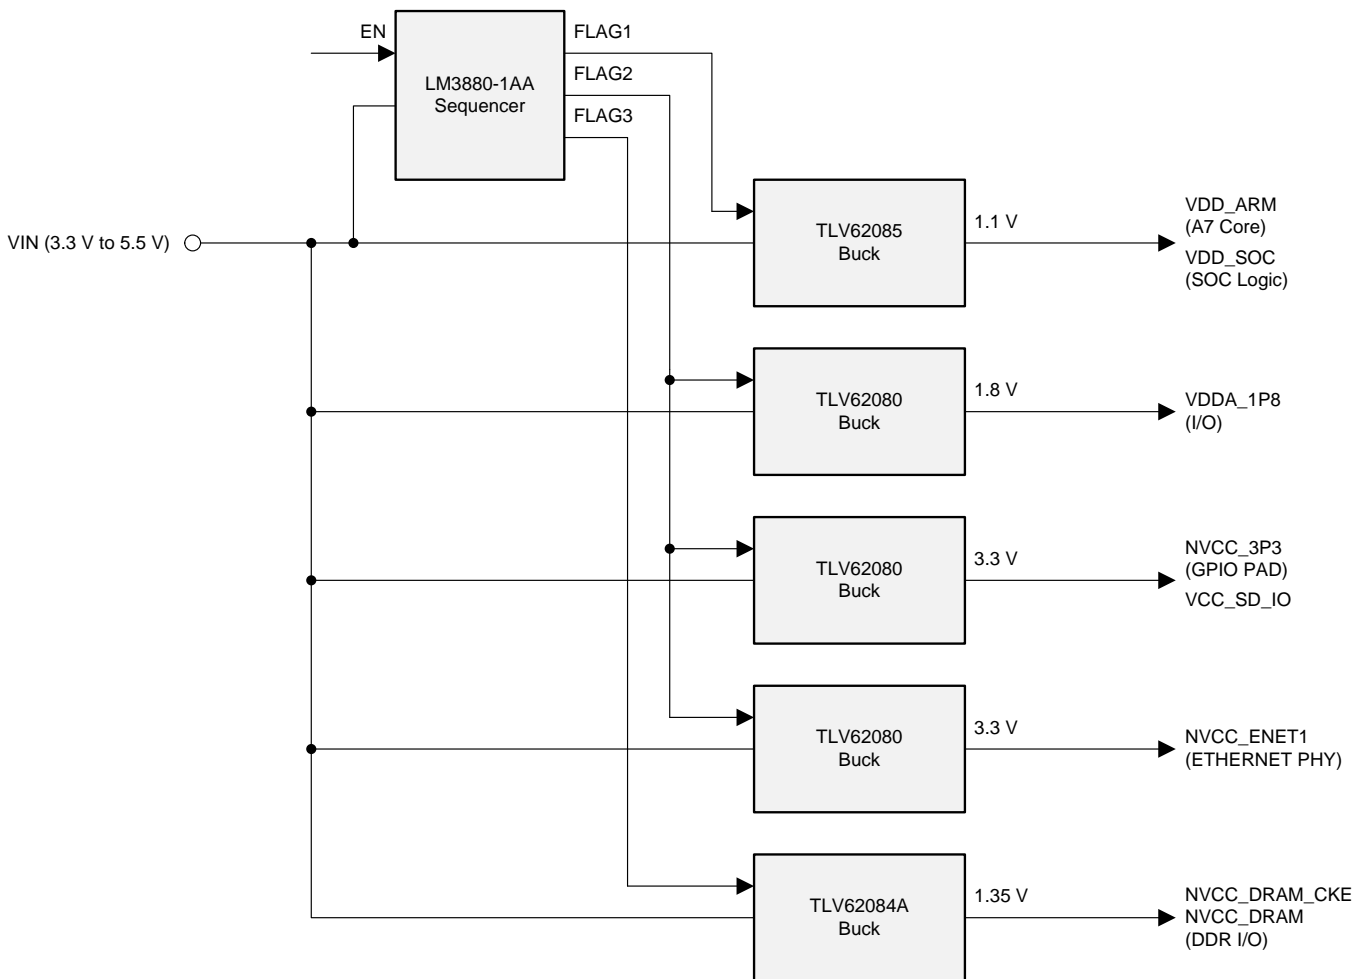 EN
LM3880-1AA
Sequencer
FLAG1
FLAG2
FLAG3
VIN (3.3 V to 5.5 V)
TLV62085
Buck
1.1 V
VDD_ARM
(A7 Core)
VDD_SOC
(SOC Logic)
TLV62080
Buck
1.8 V
VDDA_1P8
(I/O)
TLV62080
Buck
3.3 V
NVCC_3P3
(GPIO PAD)
VCC_SD_IO
TLV62080
Buck
3.3 V
NVCC_ENET1
(ETHERNET PHY)
TLV62084A
Buck
1.35 V
NVCC_DRAM_CKE
NVCC_DRAM
(DDR I/O)